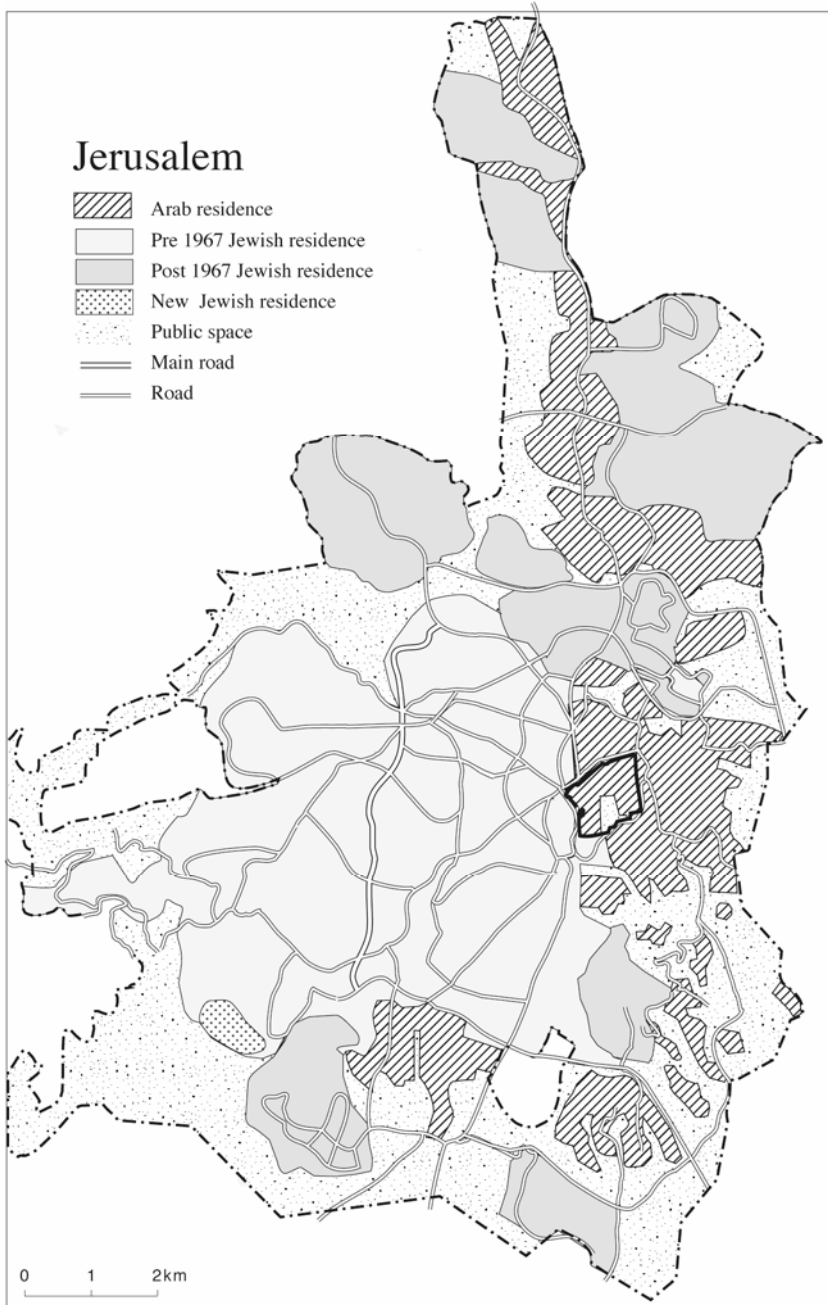 Jerusalem
Arab residence
Pre 1967 Jewish residence
Post 1967 Jewish residence
New Jewish residence
Public space
Main road
Road
0 1 2km